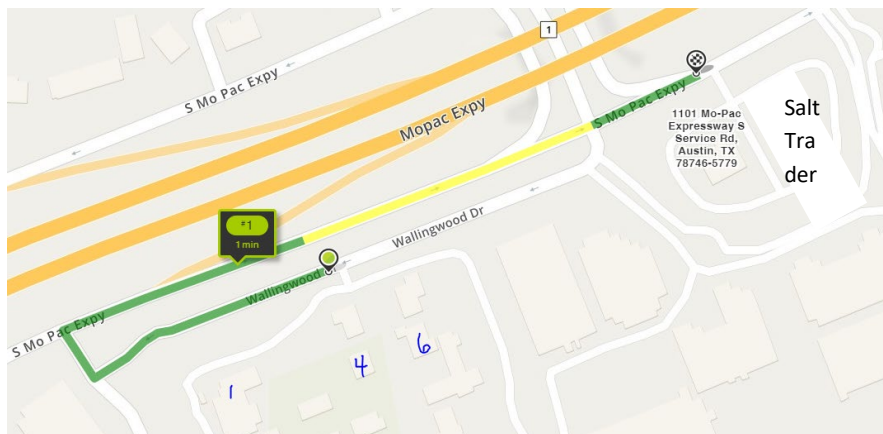 1
S Mo Pac Expy
Mopac Expy
S Mo Pac Expy
1101 Mo-Pac
Expressway S
Service Rd,
Austin, TX
78746-5779
Salt
Tra
der
#1
1 min
Wallingwood Dr
Wallingwood
S Mo Pac Expy
1
4
6